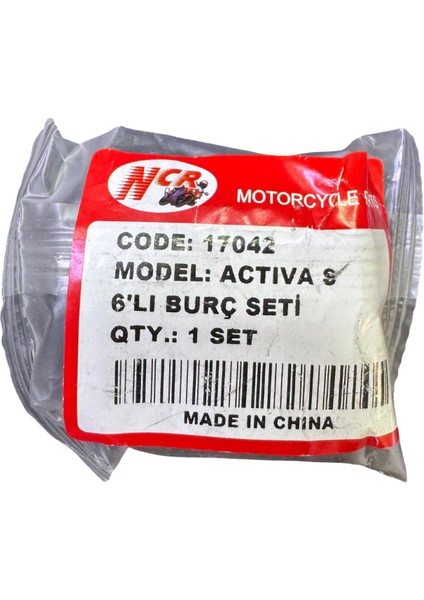 NCR
MOTORCYCLE
CODE: 17042
MODEL: ACTIVA S
6'LI BURÇ SETİ
QTY.: 1 SET
MADE IN CHINA